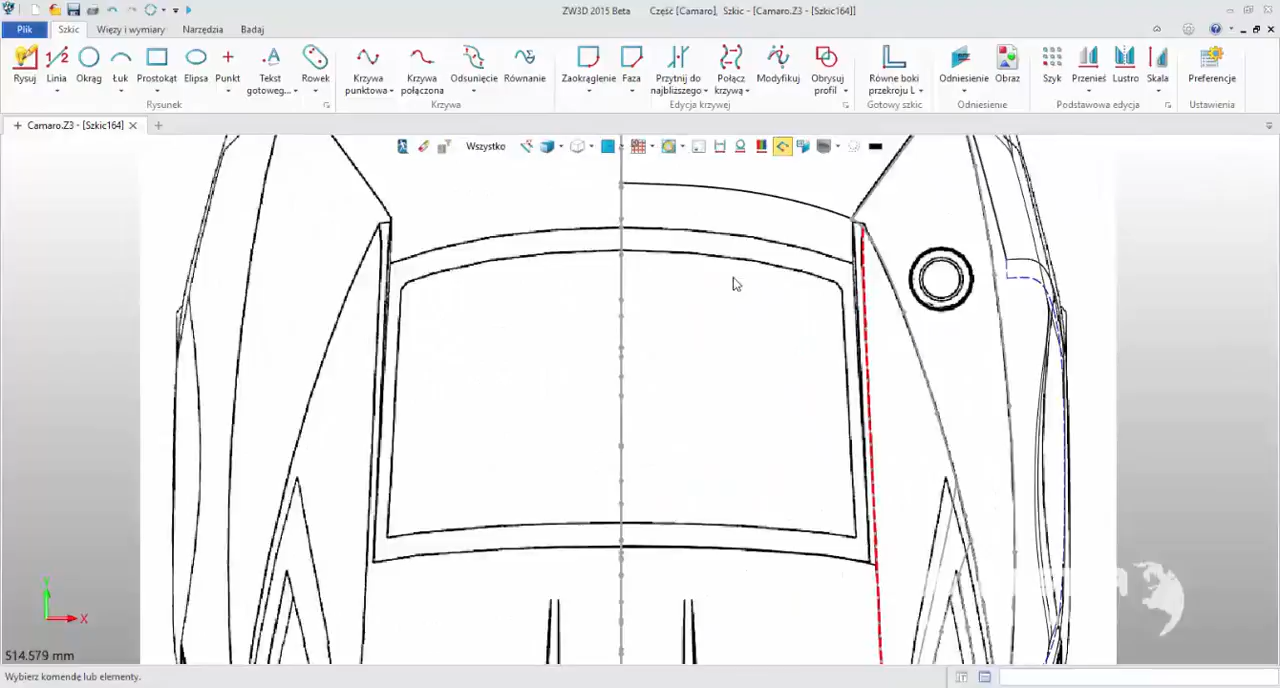 ZW3D 2015 Beta    Część [Camaro],  Szkic - [Camaro.Z3 - [Szkic164]]
Plik  Szkic  Więzy i wymiary  Narzędzia  Badaj
Rysuj  Linia  Okrąg  Łuk  Prostokąt  Elipsa  Punkt  Tekst gotoweg...  Rowek  Krzywa punktowa  Krzywa połączona  Odsunięcie  Równanie  Zaokrąglenie  Faza  Przytnij do najbliższego  Połącz krzywą  Modyfikuj  Obrysuj profil  Równe boki przekroju L  Odniesienie  Obraz  Szyk  Przenieś  Lustro  Skala  Preferencje
Rysunek  Krzywa  Edycja krzywej  Gotowy szkic  Odniesienie  Podstawowa edycja  Ustawienia
Camaro.Z3 - [Szkic164]
Wszystko
Y
X
514.579 mm
Wybierz komendę lub elementy.